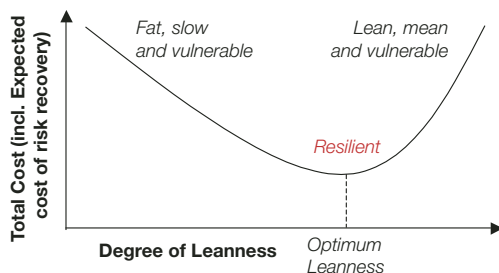 Fat, slow
and vulnerable
Lean, mean
and vulnerable
Total Cost (incl. Expected
cost of risk recovery)
Resilient
Degree of Leanness
Optimum
Leanness